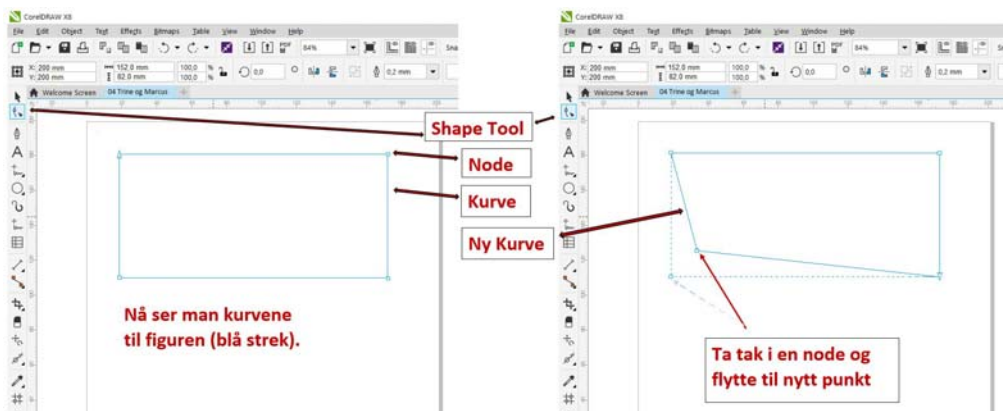 CorelDRAW X8
File Edit Object Text Effects Bitmaps Table View Window Help
PDF 84% Sna
X: 200 mm 152,0 mm 100,0 % 0,0 0,2 mm
Y: 200 mm 82,0 mm 100,0 %
Welcome Screen 04 Trine og Marcus
Nå ser man kurvene
til figuren (blå strek).
Shape Tool
Node
Kurve
Ny Kurve
CorelDRAW X8
File Edit Object Text Effects Bitmaps Table View Window Help
PDF 84%
X: 200 mm 152,0 mm 100,0 % 0,0 0,2 mm
Y: 200 mm 82,0 mm 100,0 %
Welcome Screen 04 Trine og Marcus
Ta tak i en node og
flytte til nytt punkt